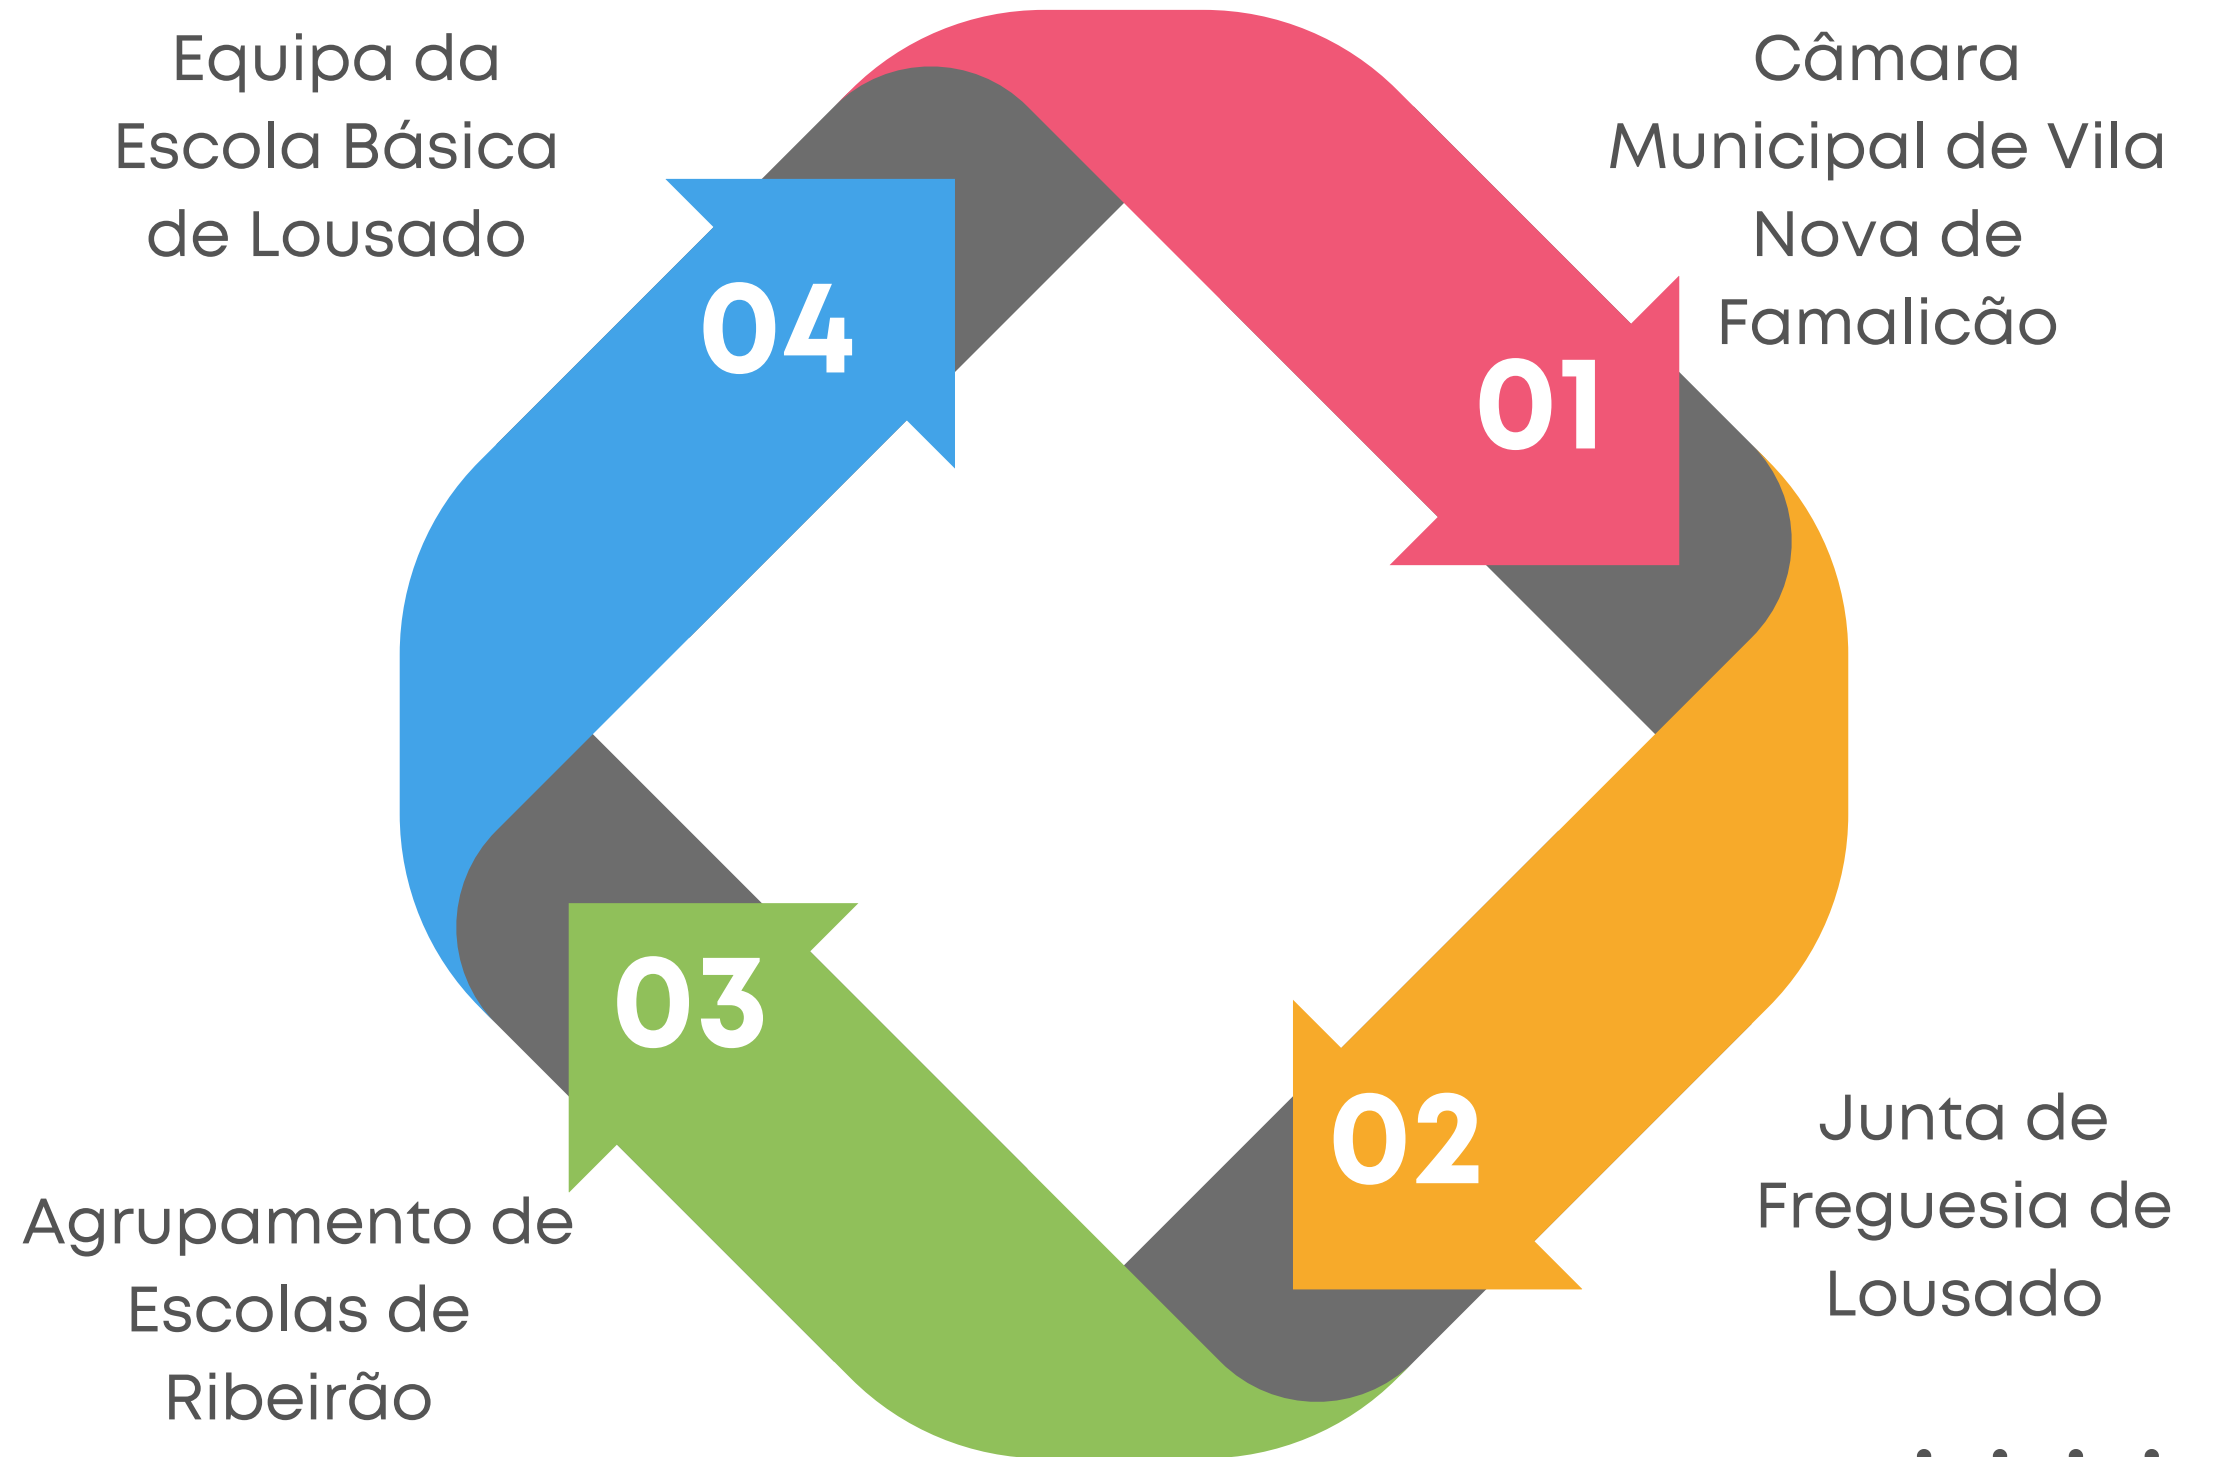 Equipa da
Escola Básica
de Lousado
04
Câmara
Municipal de Vila
Nova de
Famalicão
01
03
02
Junta de
Freguesia de
Lousado
Agrupamento de
Escolas de
Ribeirão